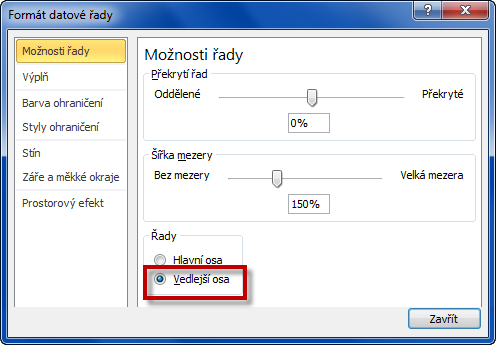 Formát datové řady
Možnosti řady
Výplň
Barva ohraničení
Styly ohraničení
Stín
Záře a měkké okraje
Prostorový efekt
Možnosti řady
Překrytí řad
Oddělené Překryté
0%
Šířka mezery
Bez mezery Velká mezera
150%
Řady
Hlavní osa
Vedlejší osa
Zavřít